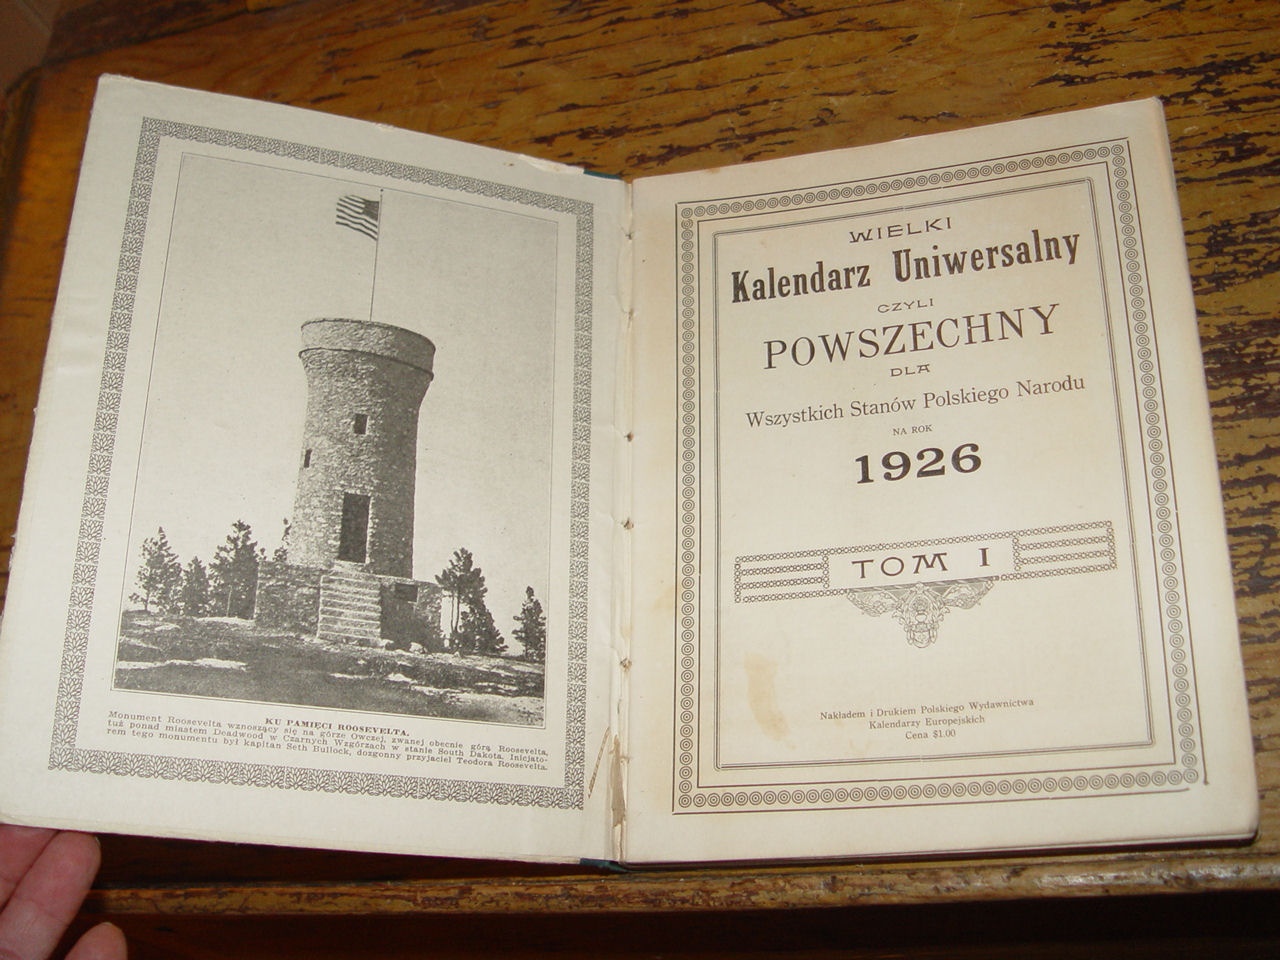 KU PAMIĘCI ROOSEVELTA.
Monument Roosevelta wznoszący się na górze Owczej, zwanej obecnie górą Roosevelta,
tuż ponad miastem Deadwood w Czarnych Wzgórzach w stanie South Dakota. Inicjato-
rem tego monumentu był kapitan Seth Bullock, dozgonny przyjaciel Teodora Roosevelta.
WIELKI
Kalendarz Uniwersalny
CZYLI
POWSZECHNY
DLA
Wszystkich Stanów Polskiego Narodu
NA ROK
1926
TOM I
Nakładem i Drukiem Polskiego Wydawnictwa
Kalendarzy Europejskich
Cena $1.00